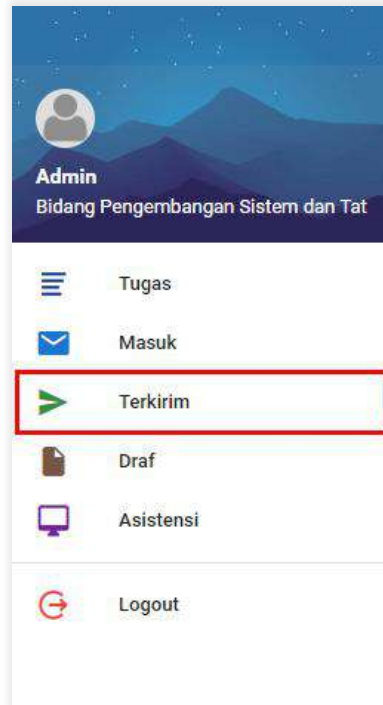 Admin
Bidang Pengembangan Sistem dan Tat
Tugas
Masuk
Terkirim
Draf
Asistensi
Logout